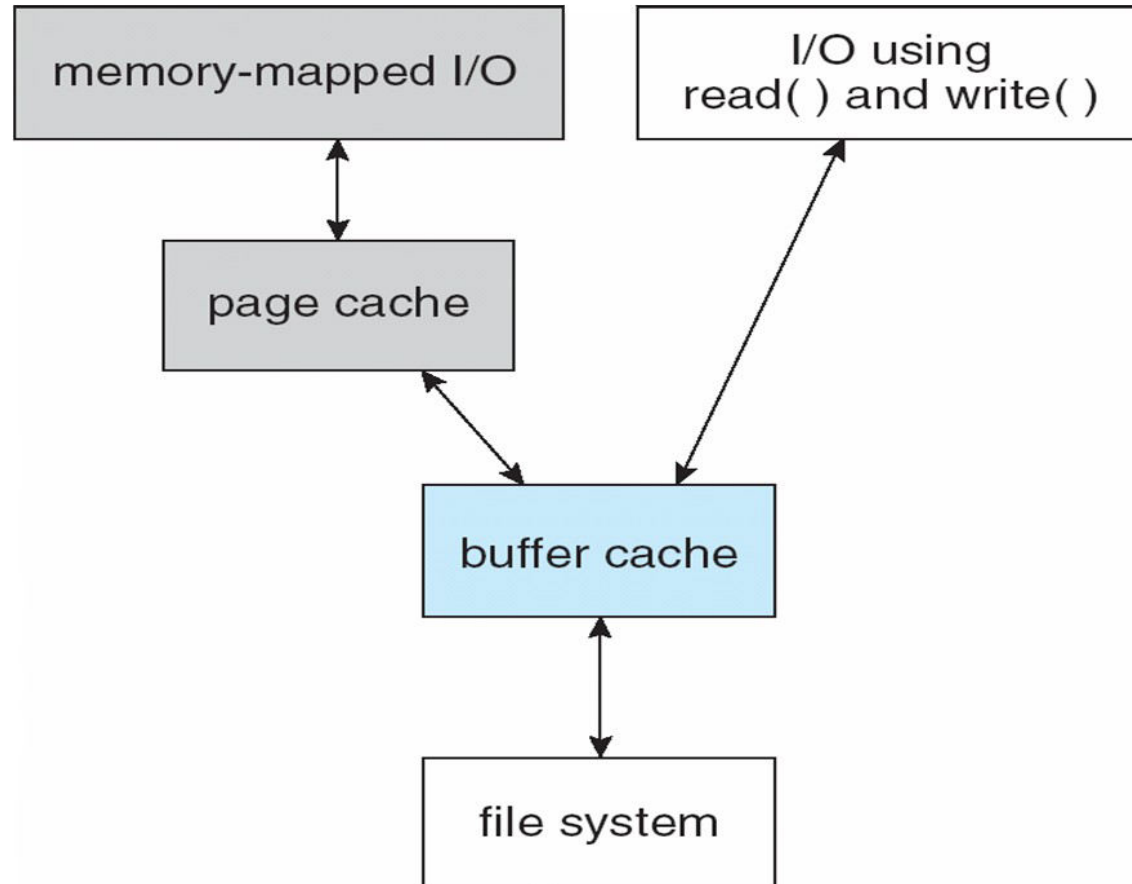 memory-mapped I/O
I/O using
read( ) and write( )
page cache
buffer cache
file system